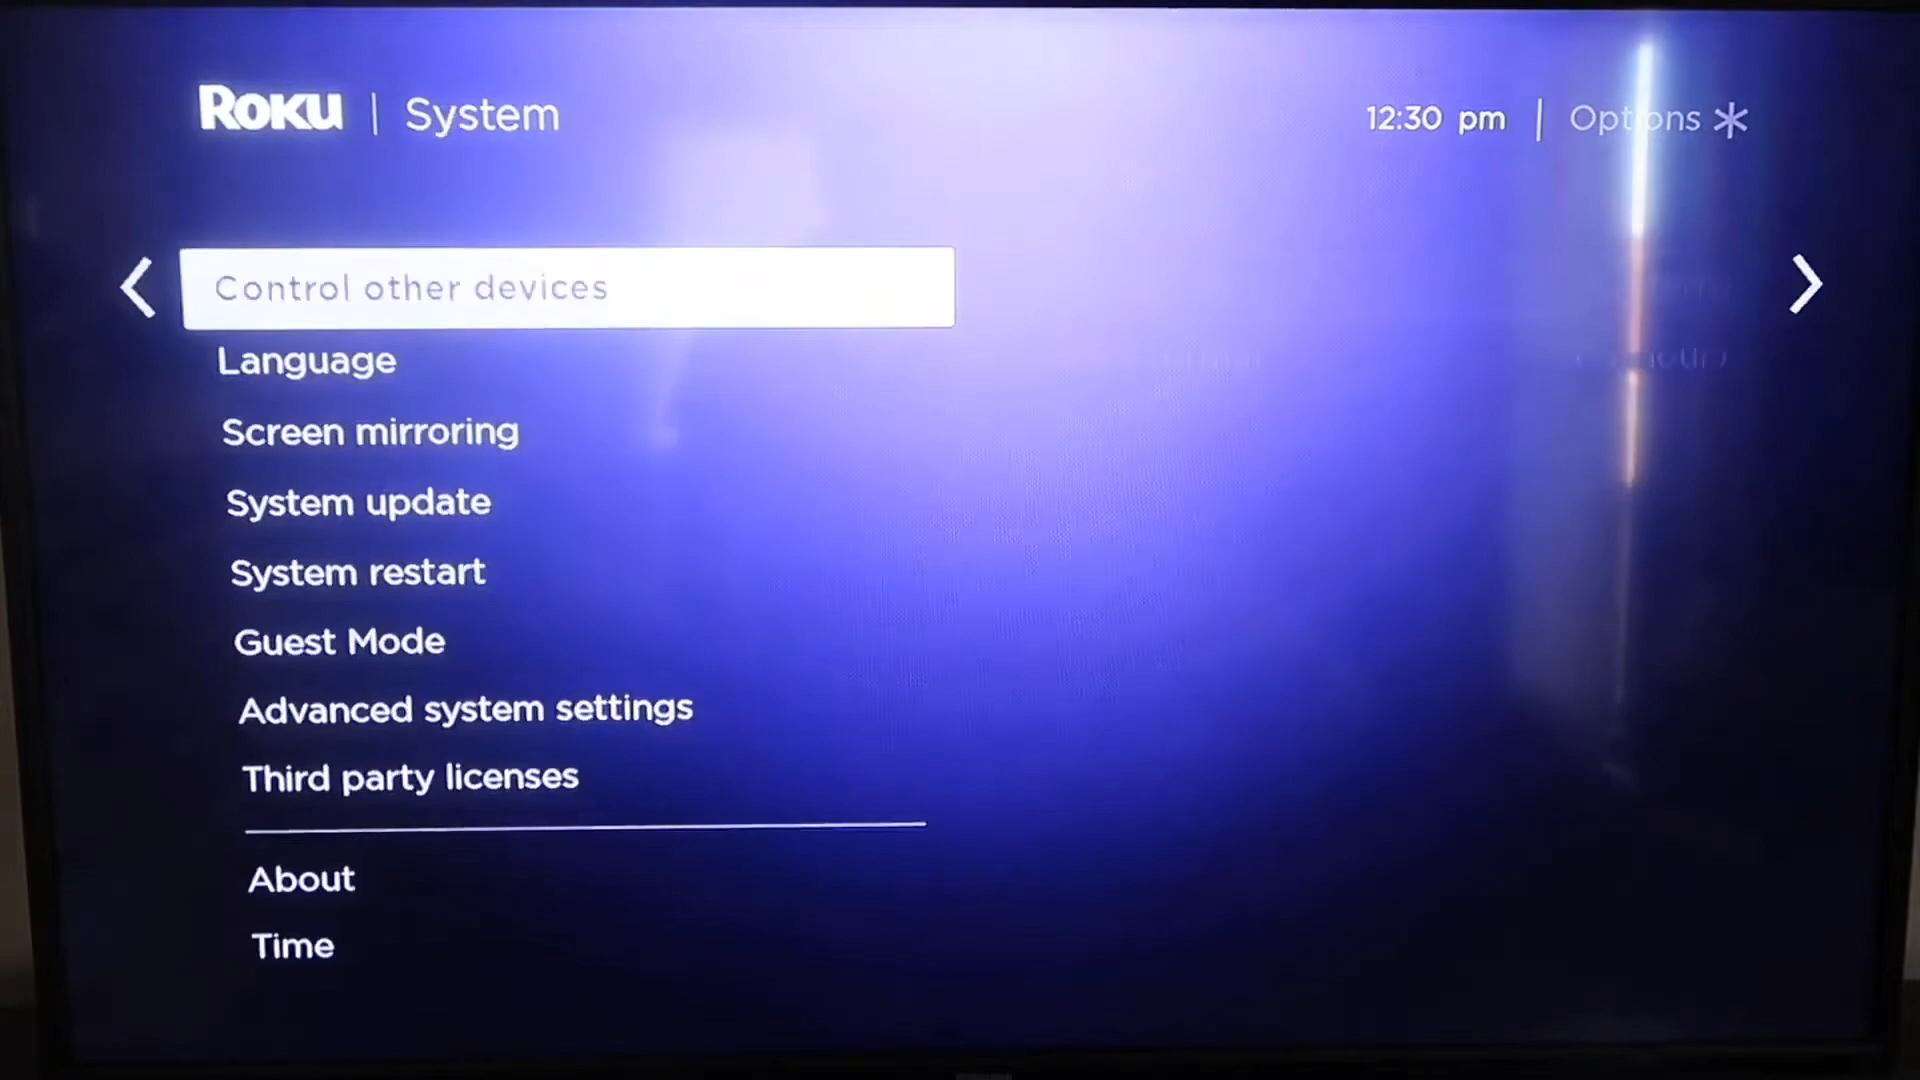 ROKU | System
12:30 pm | Options *
Control other devices
Language
Screen mirroring
System update
System restart
Guest Mode
Advanced system settings
Third party licenses
About
Time